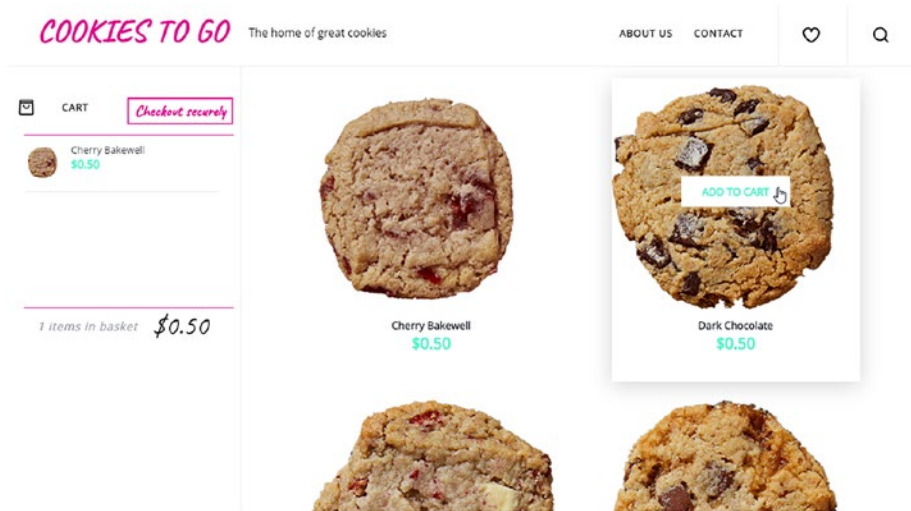 COOKIES TO GO
The home of great cookies
ABOUT US
CONTACT
CART
Checkout securely
Cherry Bakewell
$0.50
1 items in basket $0.50
ADD TO CART
Cherry Bakewell
$0.50
Dark Chocolate
$0.50